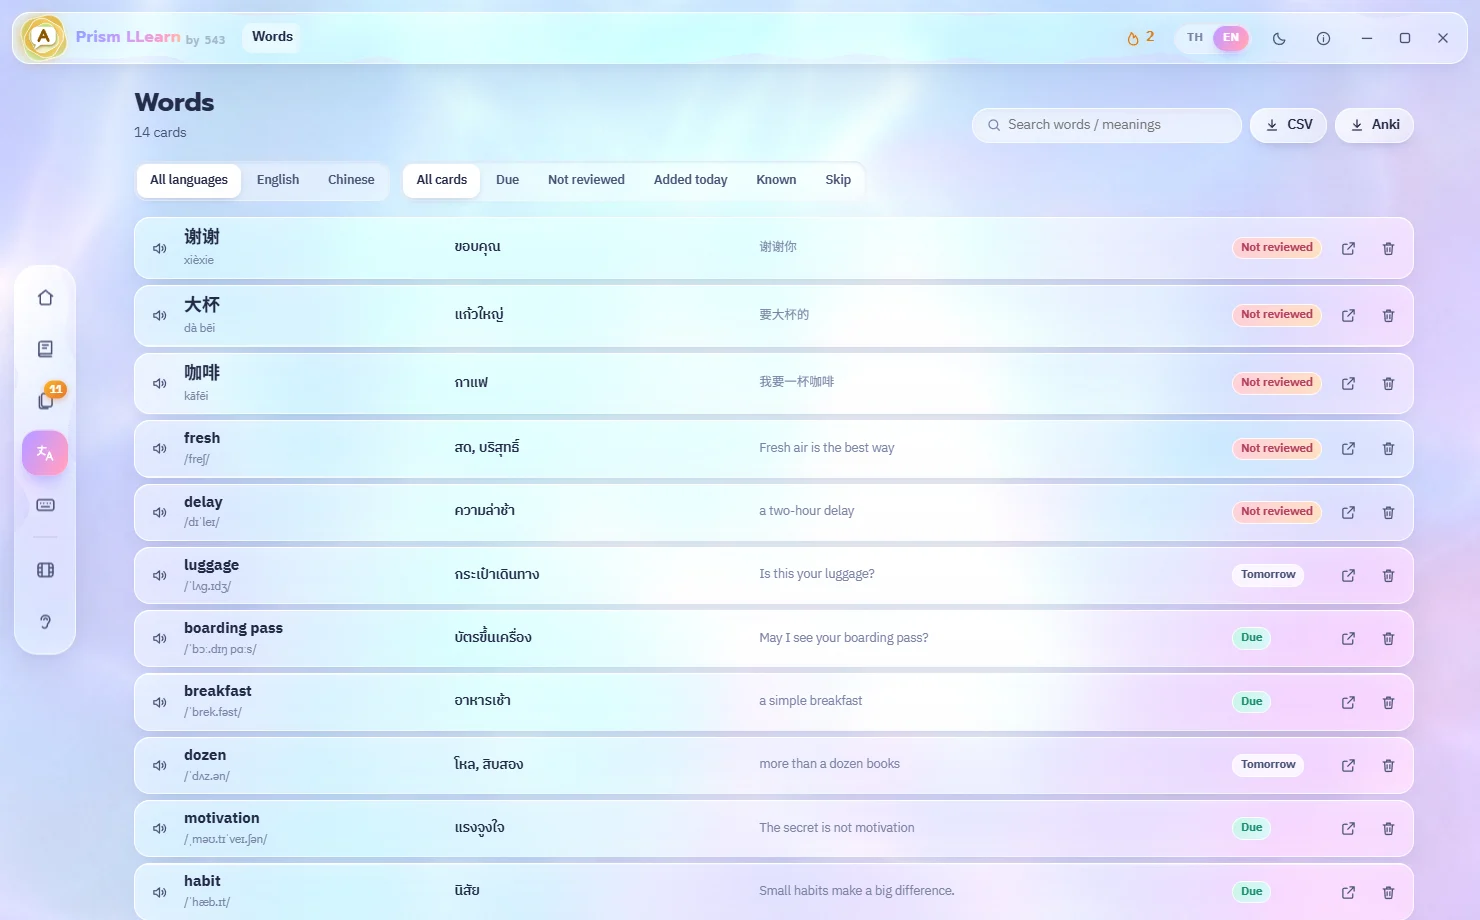 Prism LLearn by 543 Words 2 TH EN
Words
14 cards
Search words / meanings CSV Anki
All languages English Chinese All cards Due Not reviewed Added today Known Skip
谢谢
xièxie
ขอบคุณ
谢谢你
Not reviewed
大杯
dà bēi
แก้วใหญ่
要大杯的
Not reviewed
咖啡
kāfēi
กาแฟ
我要一杯咖啡
Not reviewed
11
fresh
/freʃ/
สด, บริสุทธิ์
Fresh air is the best way
Not reviewed
delay
/dɪˈleɪ/
ความล่าช้า
a two-hour delay
Not reviewed
luggage
/ˈlʌɡ.ɪdʒ/
กระเป๋าเดินทาง
Is this your luggage?
Tomorrow
boarding pass
/ˈbɔː.dɪŋ pɑːs/
บัตรขึ้นเครื่อง
May I see your boarding pass?
Due
breakfast
/ˈbrek.fəst/
อาหารเช้า
a simple breakfast
Due
dozen
/ˈdʌz.ən/
โหล, สิบสอง
more than a dozen books
Tomorrow
motivation
/ˌməʊ.tɪˈveɪ.ʃən/
แรงจูงใจ
The secret is not motivation
Due
habit
/ˈhæb.ɪt/
นิสัย
Small habits make a big difference.
Due